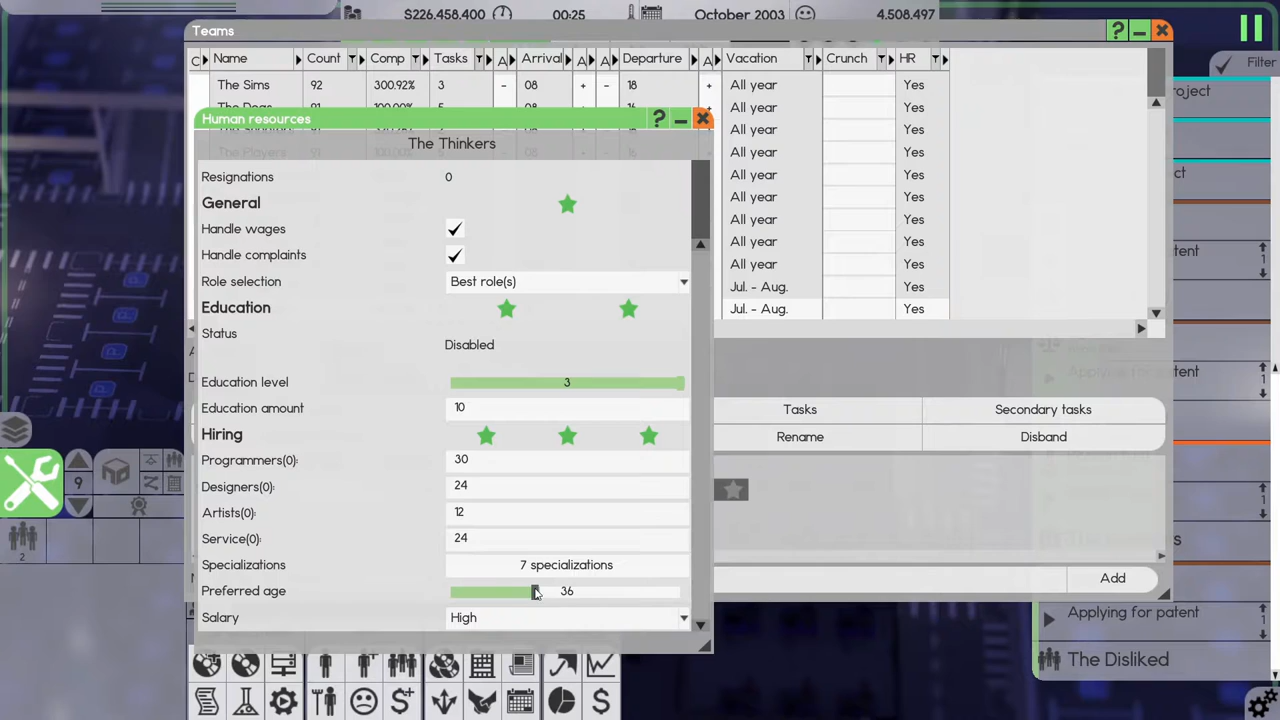 $226.458.400 00:25 October 2003 4.508.497
Teams ?
Filter
C Name Count Comp Tasks A Arrival A A Departure A Vacation Crunch HR
The Sims 92 300.92% 3 - 08 + - 18 + All year Yes
All year Yes
All year Yes
All year Yes
All year Yes
All year Yes
All year Yes
All year Yes
All year Yes
Jul. - Aug. Yes
Jul. - Aug. Yes
Human resources ?
The Thinkers
Resignations 0
General
Handle wages
Handle complaints
Role selection Best role(s)
Education
Status
Disabled
Education level 3
Education amount 10
Hiring
Programmers(0): 30
Designers(0): 24
Artists(0): 12
Service(0): 24
Specializations 7 specializations
Preferred age 36
Salary High
Tasks Secondary tasks
Rename Disband
Add
Applying for patent
1
Applying for patent
1
The Disliked
9
2